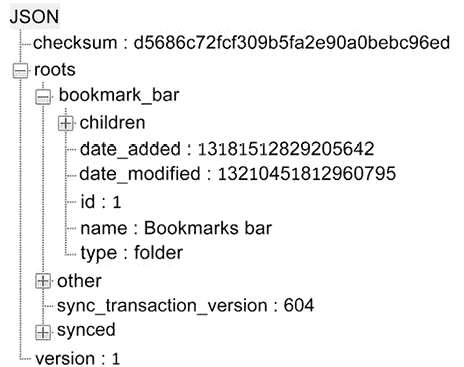 JSON
checksum : d5686c72fcf309b5fa2e90a0bebc96ed
roots
bookmark_bar
children
date_added : 13181512829205642
date_modified : 13210451812960795
id : 1
name : Bookmarks bar
type : folder
other
sync_transaction_version : 604
synced
version : 1